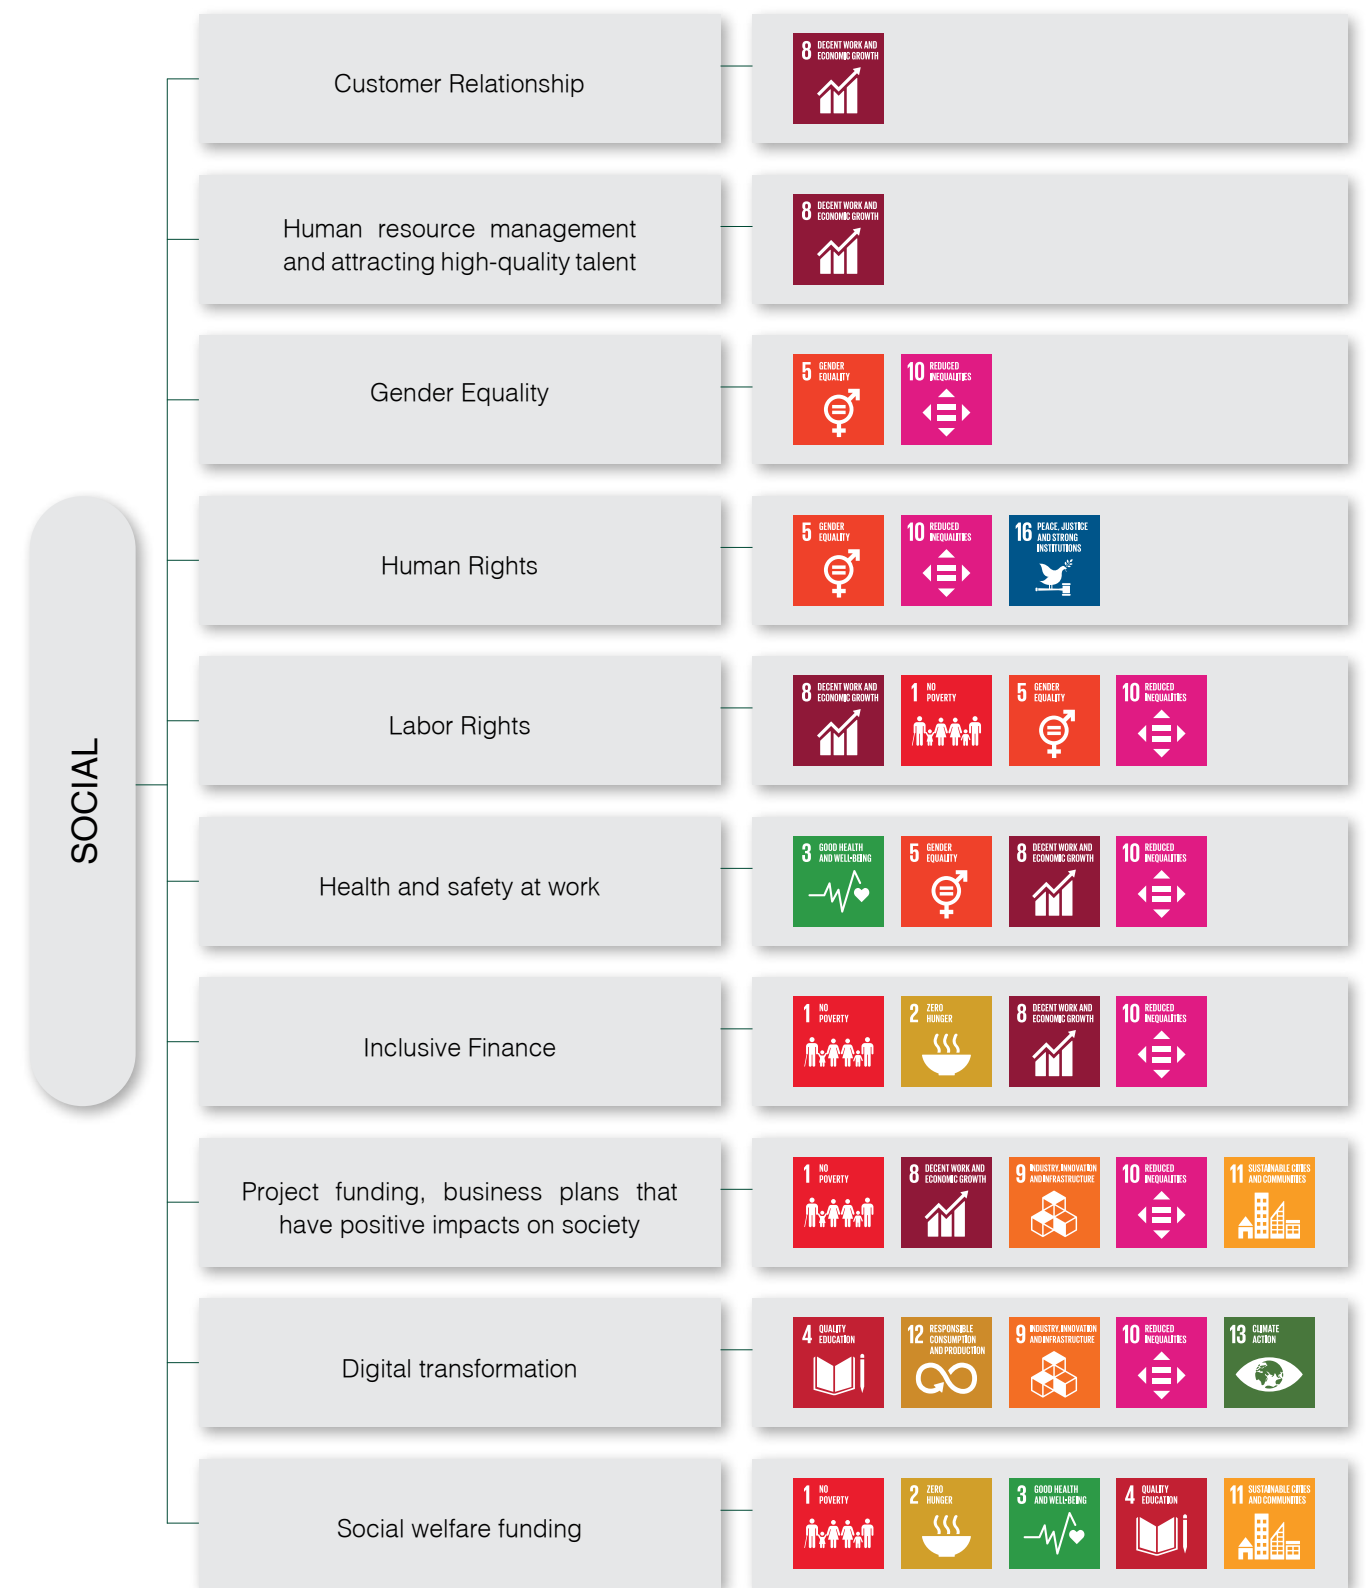 SOCIAL
Customer Relationship
8 DECENT WORK AND
ECONOMIC GROWTH
Human resource management
and attracting high-quality talent
8 DECENT WORK AND
ECONOMIC GROWTH
Gender Equality
5 GENDER
EQUALITY
10 REDUCED
INEQUALITIES
Human Rights
5 GENDER
EQUALITY
10 REDUCED
INEQUALITIES
16 PEACE, JUSTICE
AND STRONG
INSTITUTIONS
Labor Rights
8 DECENT WORK AND
ECONOMIC GROWTH
1 NO
POVERTY
5 GENDER
EQUALITY
10 REDUCED
INEQUALITIES
Health and safety at work
3 GOOD HEALTH
AND WELL-BEING
5 GENDER
EQUALITY
8 DECENT WORK AND
ECONOMIC GROWTH
10 REDUCED
INEQUALITIES
Inclusive Finance
1 NO
POVERTY
2 ZERO
HUNGER
8 DECENT WORK AND
ECONOMIC GROWTH
10 REDUCED
INEQUALITIES
Project funding, business plans that
have positive impacts on society
1 NO
POVERTY
8 DECENT WORK AND
ECONOMIC GROWTH
9 INDUSTRY, INNOVATION
AND INFRASTRUCTURE
10 REDUCED
INEQUALITIES
11 SUSTAINABLE CITIES
AND COMMUNITIES
Digital transformation
4 QUALITY
EDUCATION
12 RESPONSIBLE
CONSUMPTION
AND PRODUCTION
9 INDUSTRY, INNOVATION
AND INFRASTRUCTURE
10 REDUCED
INEQUALITIES
13 CLIMATE
ACTION
Social welfare funding
1 NO
POVERTY
2 ZERO
HUNGER
3 GOOD HEALTH
AND WELL-BEING
4 QUALITY
EDUCATION
11 SUSTAINABLE CITIES
AND COMMUNITIES